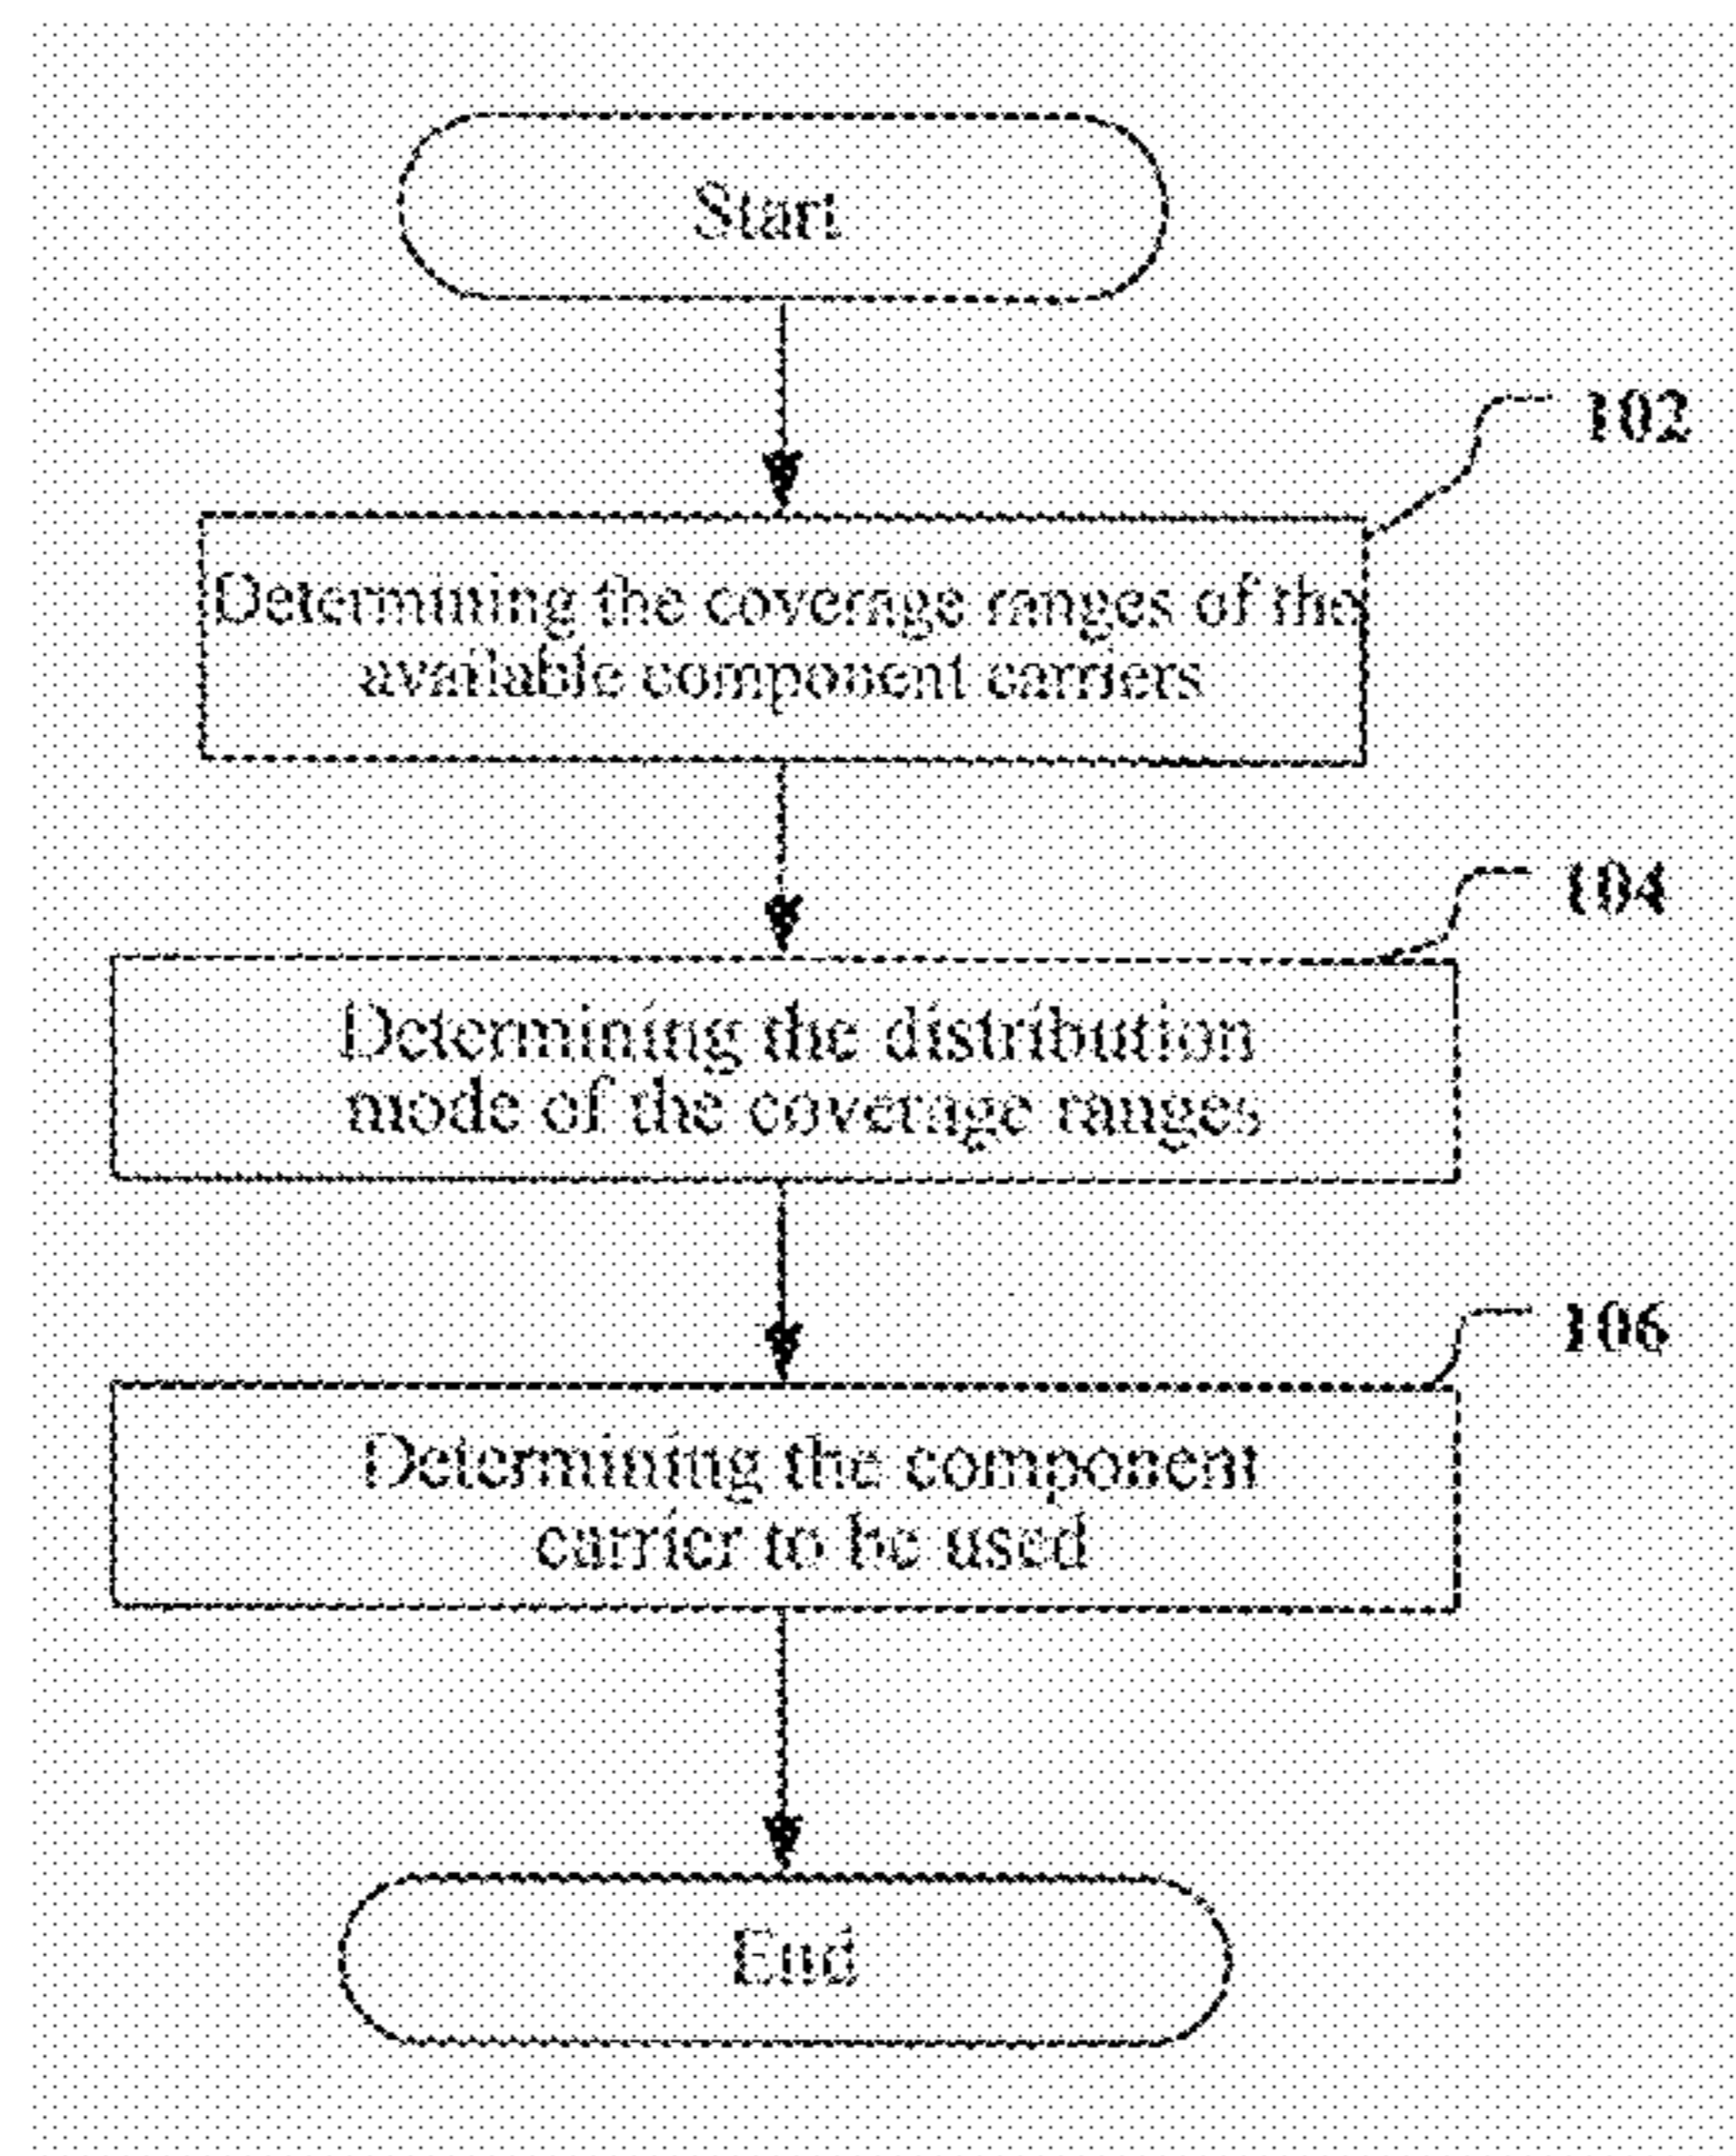 Start
102
Determining the coverage ranges of the
available component carriers
104
Determining the distribution
mode of the coverage ranges
106
Determining the component
carrier to be used
End